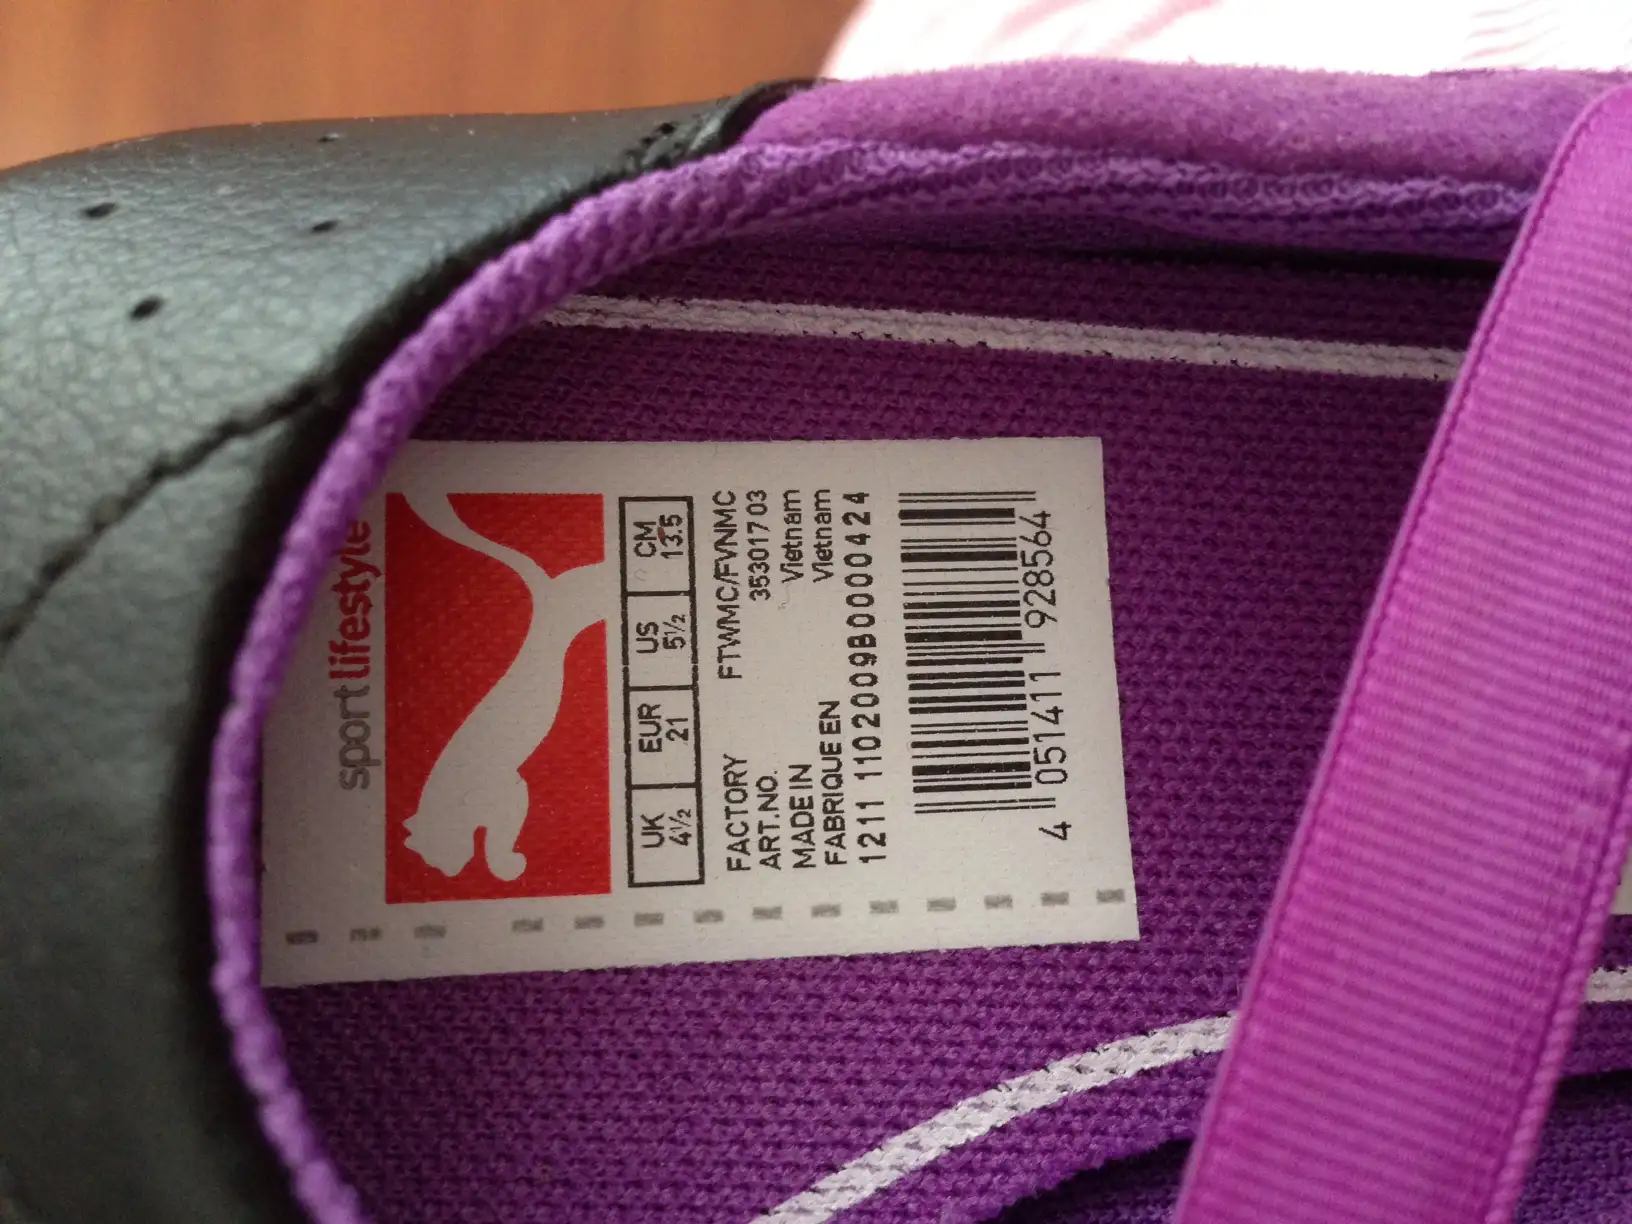 sportlifestyle
UK EUR US CM
4½ 21 5½ 13.5
FACTORY FTWMC/FVNMC
ART.NO. 353017 03
MADE IN Vietnam
FABRIQUE EN Vietnam
1211 1102009B0000424
4 051411 928564